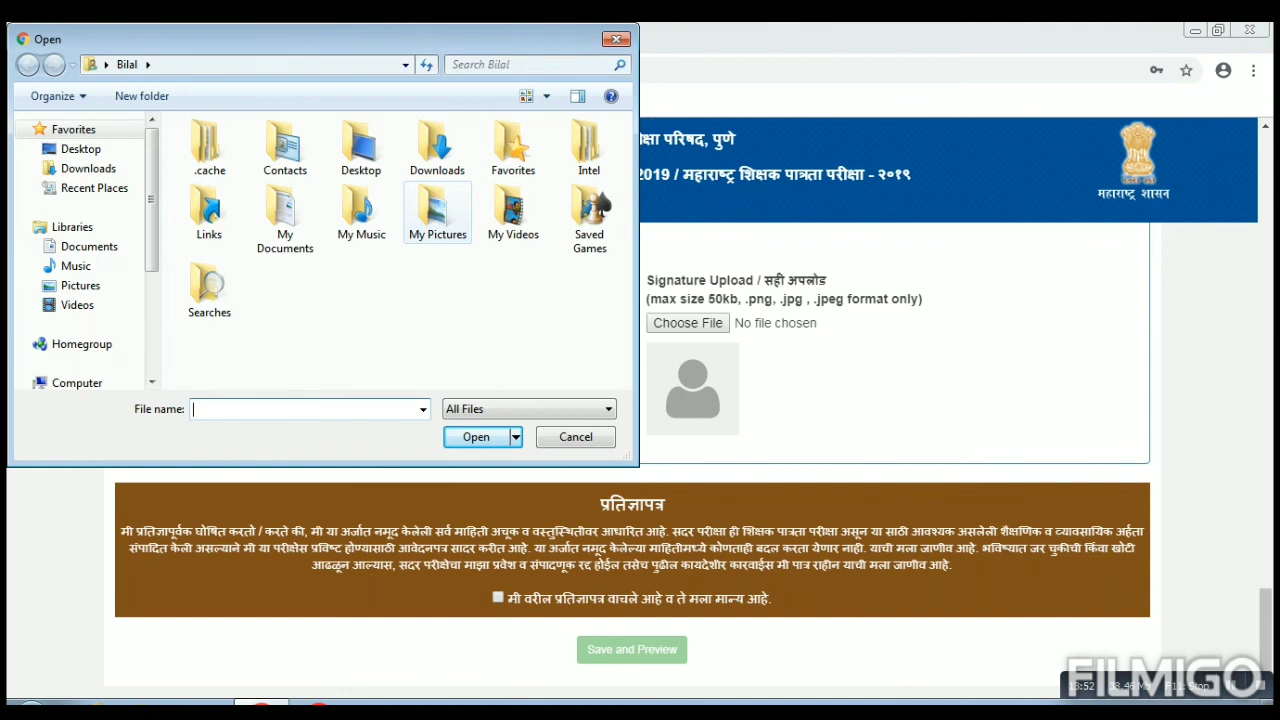 Open
Bilal
Search Bilal
Organize
New folder
Favorites
Desktop
Downloads
Recent Places
Libraries
Documents
Music
Pictures
Videos
Homegroup
Computer
.cache
Contacts
Desktop
Downloads
Favorites
Intel
Links
My Documents
My Music
My Pictures
My Videos
Saved Games
Searches
File name:
All Files
Open
Cancel
परिषद, पुणे
2019 / महाराष्ट्र शिक्षक पात्रता परीक्षा - २०१९
महाराष्ट्र शासन
Signature Upload / सही अपलोड
(max size 50kb, .png, .jpg , .jpeg format only)
Choose File No file chosen
प्रतिज्ञापत्र
मी प्रतिज्ञापूर्वक घोषित करतो / करते की, मी या अर्जात नमूद केलेली सर्व माहिती अचूक व वस्तुस्थितीवर आधारित आहे. सदर परीक्षा ही शिक्षक पात्रता परीक्षा असून या साठी आवश्यक असलेली शैक्षणिक व व्यावसायिक अर्हता
संपादित केली असल्याने मी या परीक्षेस प्रविष्ट होण्यासाठी आवेदनपत्र सादर करीत आहे. या अर्जात नमूद केलेल्या माहितीमध्ये कोणताही बदल करता येणार नाही. याची मला जाणीव आहे. भविष्यात जर चुकीची किंवा खोटी
आढळून आल्यास, सदर परीक्षेचा माझा प्रवेश व संपादणूक रद्द होईल तसेच पुढील कायदेशीर कारवाईस मी पात्र राहीन याची मला जाणीव आहे.
मी वरील प्रतिज्ञापत्र वाचले आहे व ते मला मान्य आहे.
Save and Preview
FILMIGO